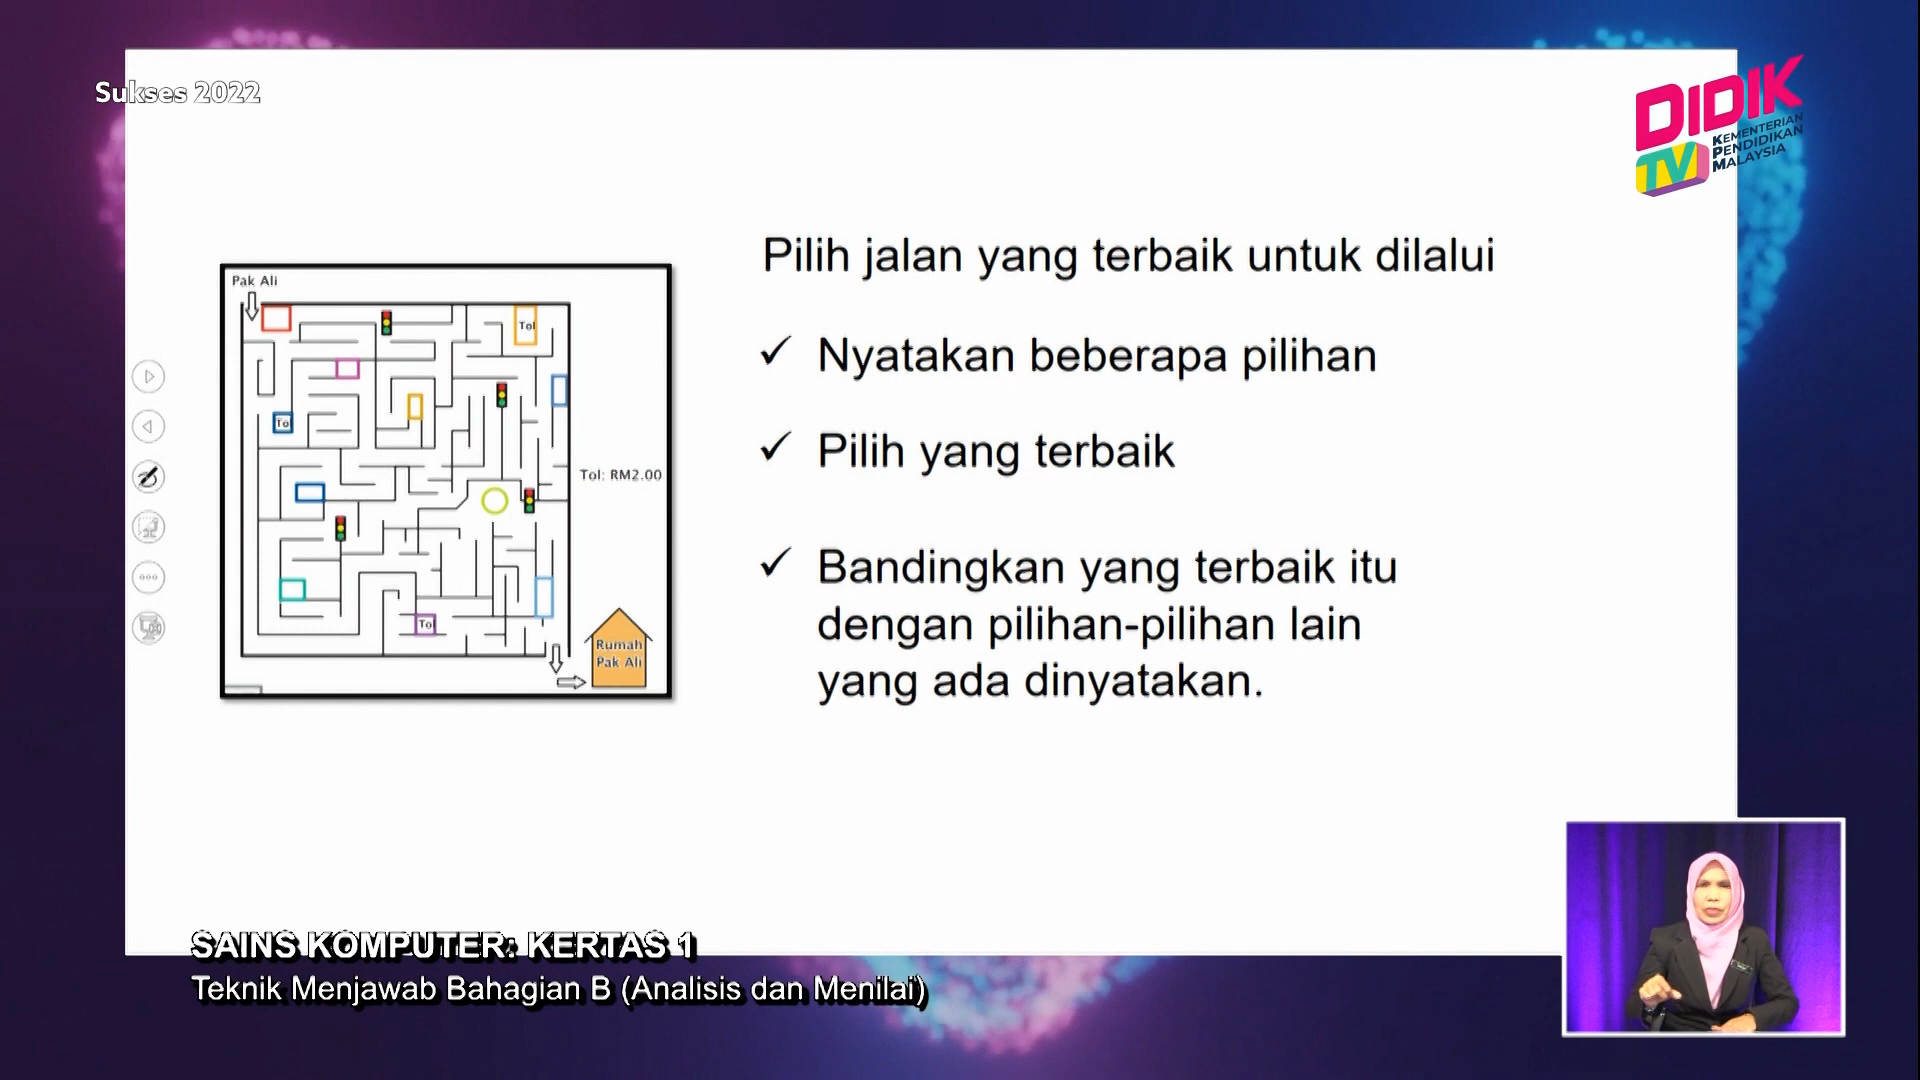 Sukses 2022
DIDIK
TV
KEMENTERIAN
PENDIDIKAN
MALAYSIA
Pak Ali
Tol
Tol
Tol: RM2.00
Tol
Rumah
Pak Ali
Pilih jalan yang terbaik untuk dilalui
✓ Nyatakan beberapa pilihan
✓ Pilih yang terbaik
✓ Bandingkan yang terbaik itu
dengan pilihan-pilihan lain
yang ada dinyatakan.
SAINS KOMPUTER: KERTAS 1
Teknik Menjawab Bahagian B (Analisis dan Menilai)